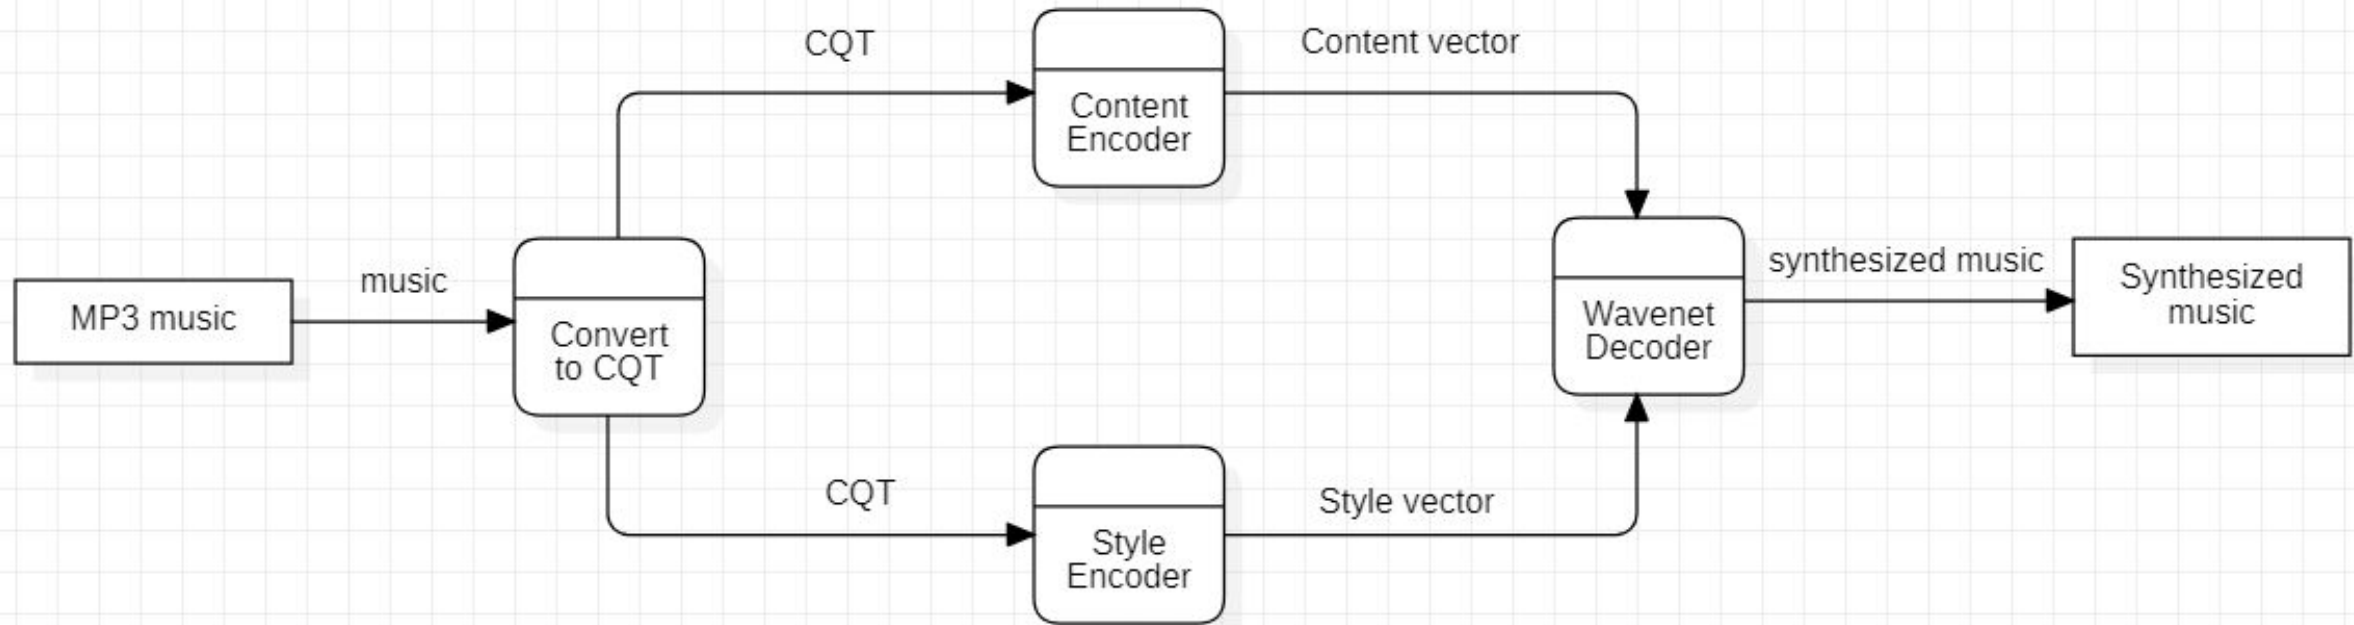 CQT
Content vector
Content
Encoder
music
MP3 music
Convert
to CQT
synthesized music
Wavenet
Decoder
Synthesized
music
CQT
Style vector
Style
Encoder